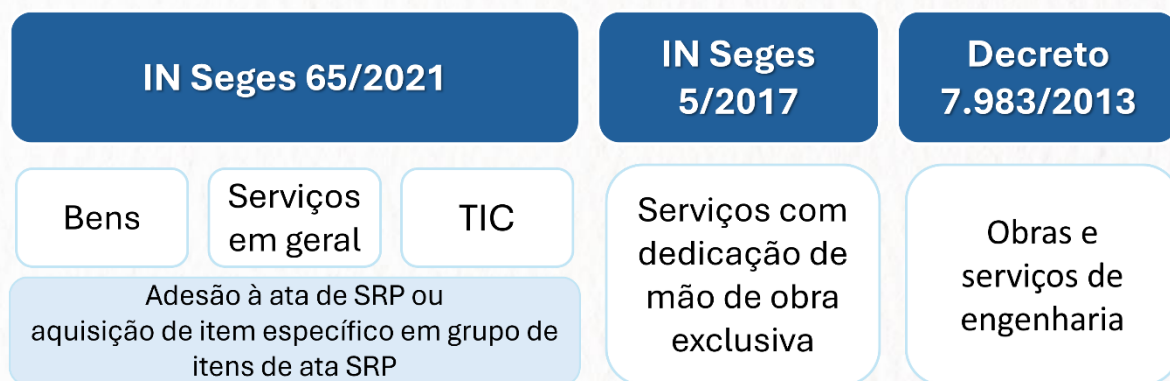 IN Seges 65/2021
IN Seges
5/2017
Decreto
7.983/2013
Bens
Serviços
em geral
TIC
Adesão à ata de SRP ou
aquisição de item específico em grupo de
itens de ata SRP
Serviços com
dedicação de
mão de obra
exclusiva
Obras e
serviços de
engenharia